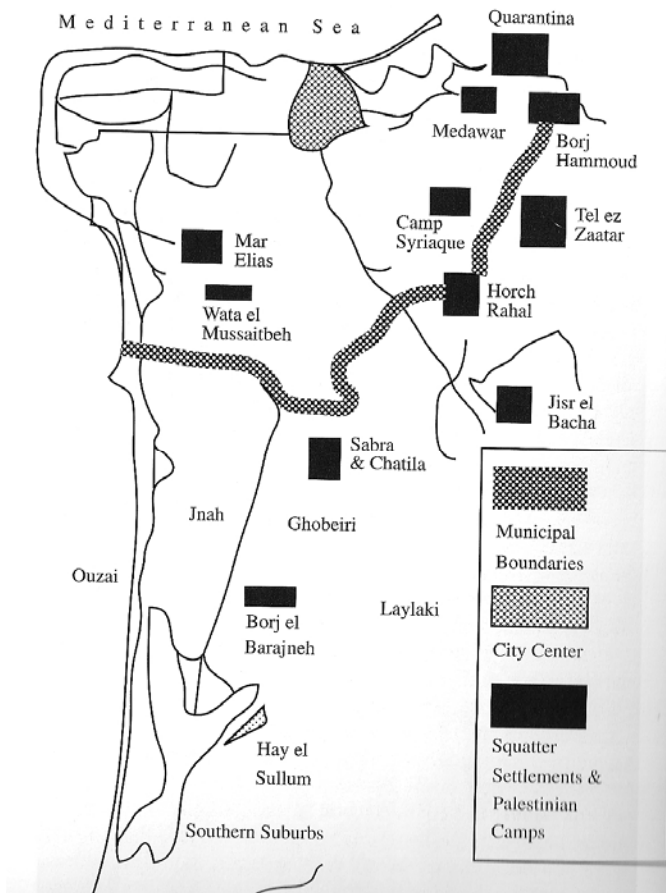 Mediterranean Sea
Quarantina
Medawar
Borj
Hammoud
Camp
Syriaque
Tel ez
Zaatar
Mar
Elias
Wata el
Mussaitbeh
Horch
Rahal
Jisr el
Bacha
Sabra
& Chatila
Jnah
Ghobeiri
Ouzai
Borj el
Barajneh
Laylaki
Hay el
Sullum
Southern Suburbs
Municipal
Boundaries
City Center
Squatter
Settlements &
Palestinian
Camps